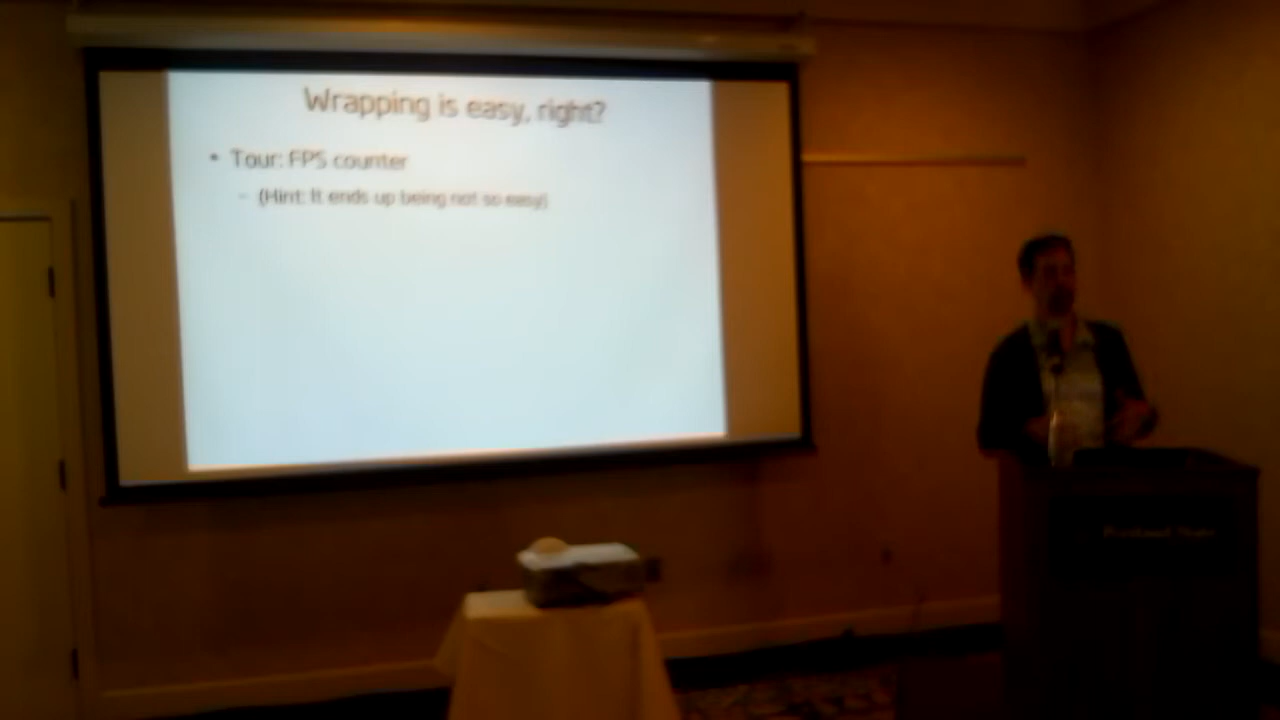 Wrapping is easy, right?
• Tour: FPS counter
– (Hint: It ends up being not so easy)